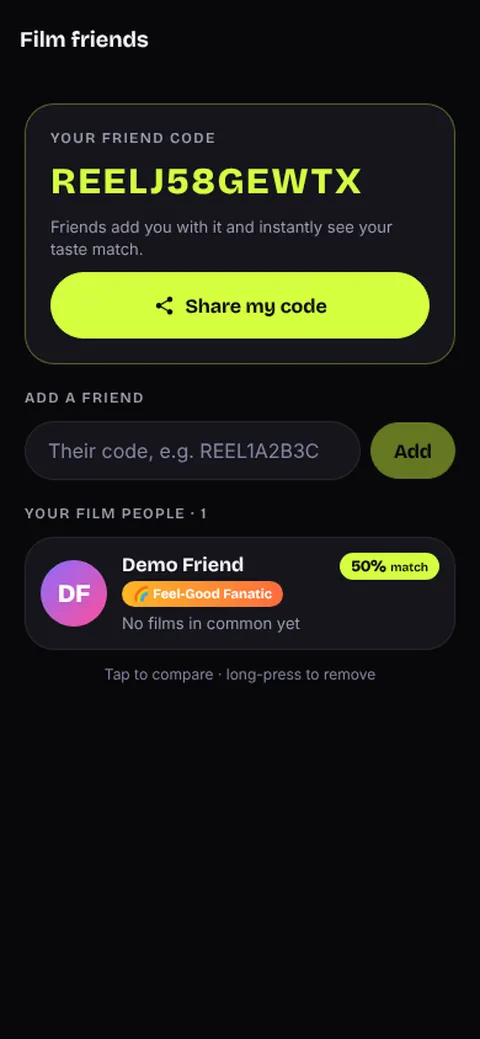 Film friends
YOUR FRIEND CODE
REELJ58GEWTX
Friends add you with it and instantly see your
taste match.
Share my code
ADD A FRIEND
Their code, e.g. REEL1A2B3C
Add
YOUR FILM PEOPLE · 1
DF
Demo Friend
50% match
🌈 Feel-Good Fanatic
No films in common yet
Tap to compare · long-press to remove